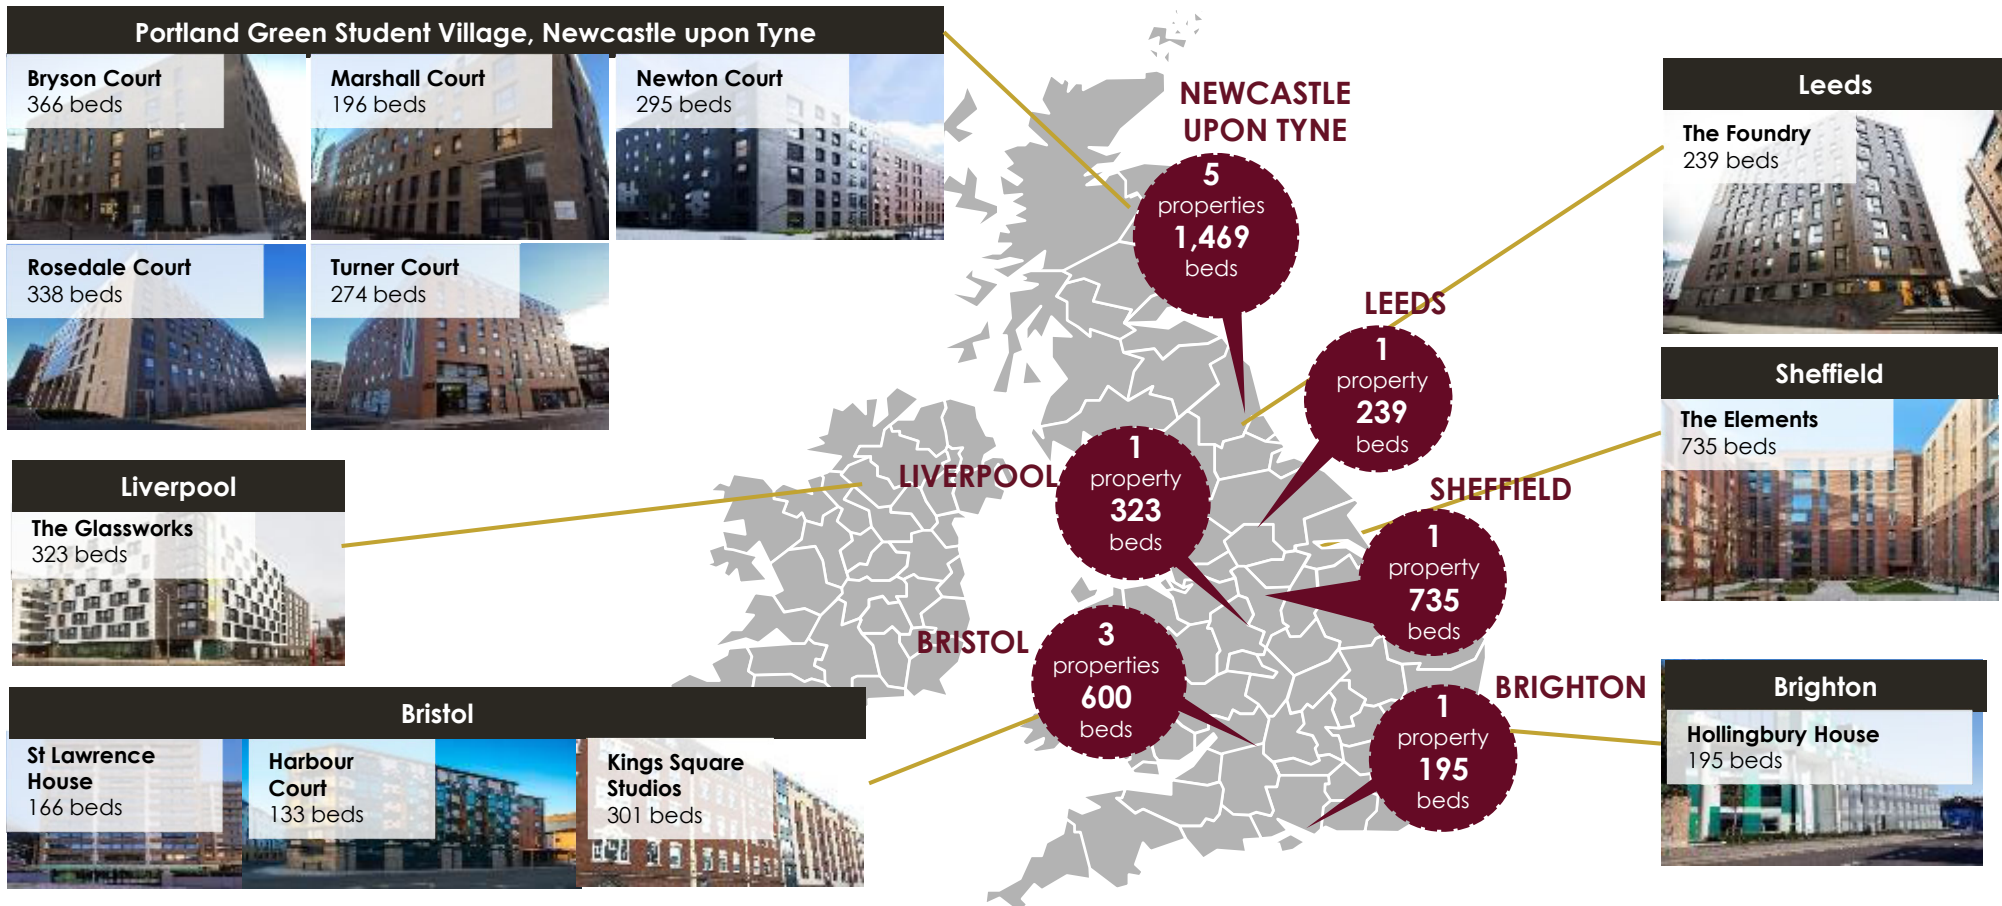 Portland Green Student Village, Newcastle upon Tyne
Bryson Court
366 beds
Marshall Court
196 beds
Newton Court
295 beds
Rosedale Court
338 beds
Turner Court
274 beds
Liverpool
The Glassworks
323 beds
Bristol
St Lawrence
House
166 beds
Harbour
Court
133 beds
Kings Square
Studios
301 beds
NEWCASTLE
UPON TYNE
5
properties
1,469
beds
LEEDS
1
property
239
beds
LIVERPOOL
1
property
323
beds
SHEFFIELD
1
property
735
beds
BRISTOL
3
properties
600
beds
BRIGHTON
1
property
195
beds
Leeds
The Foundry
239 beds
Sheffield
The Elements
735 beds
Brighton
Hollingbury House
195 beds